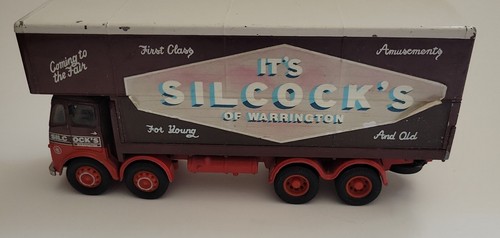 Coming to
the Fair
First Class
Amusements
IT'S
SILCOCK'S
OF WARRINGTON
For Young
And Old
SILCOCK'S